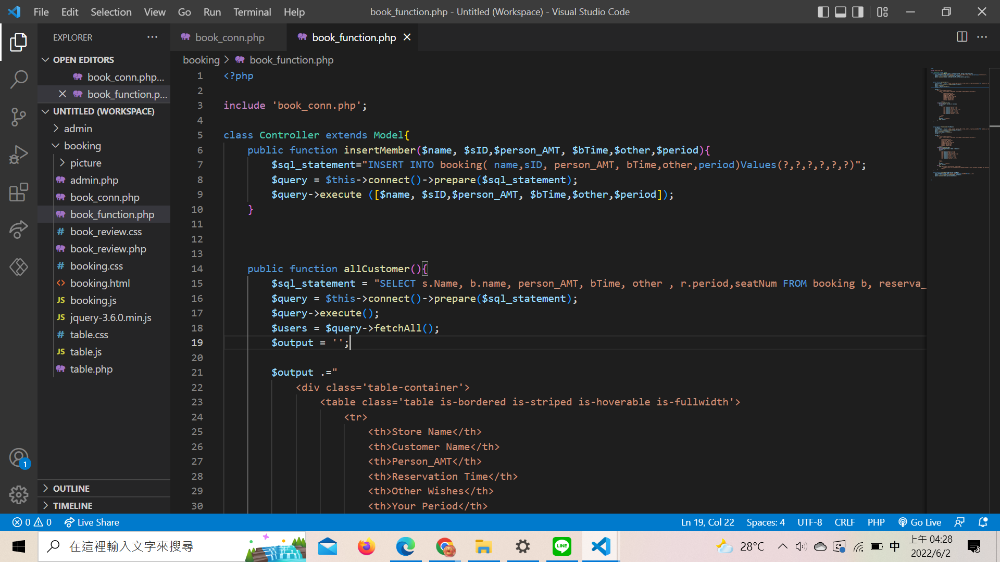 File Edit Selection View Go Run Terminal Help book_function.php - Untitled (Workspace) - Visual Studio Code
EXPLORER
OPEN EDITORS
book_conn.php...
book_function.p...
UNTITLED (WORKSPACE)
admin
booking
picture
admin.php
book_conn.php
book_function.php
book_review.css
book_review.php
booking.css
booking.html
booking.js
jquery-3.6.0.min.js
table.css
table.js
table.php
OUTLINE
TIMELINE
book_conn.php book_function.php
booking > book_function.php
1 <?php
2
3 include 'book_conn.php';
4
5 class Controller extends Model{
6 public function insertMember($name, $sID,$person_AMT, $bTime,$other,$period){
7 $sql_statement="INSERT INTO booking( name,sID, person_AMT, bTime,other,period)Values(?,?,?,?,?,?)";
8 $query = $this->connect()->prepare($sql_statement);
9 $query->execute ([$name, $sID,$person_AMT, $bTime,$other,$period]);
10 }
11
12
13
14 public function allCustomer(){
15 $sql_statement = "SELECT s.Name, b.name, person_AMT, bTime, other , r.period,seatNum FROM booking b, reserva_
16 $query = $this->connect()->prepare($sql_statement);
17 $query->execute();
18 $users = $query->fetchAll();
19 $output = '';
20
21 $output .="
22 <div class='table-container'>
23 <table class='table is-bordered is-striped is-hoverable is-fullwidth'>
24 <tr>
25 <th>Store Name</th>
26 <th>Customer Name</th>
27 <th>Person_AMT</th>
28 <th>Reservation Time</th>
29 <th>Other Wishes</th>
30 <th>Your Period</th>
1
0 0 Live Share Ln 19, Col 22 Spaces: 4 UTF-8 CRLF PHP Go Live
在這裡輸入文字來搜尋
LINE
28°C 中
上午 04:28
2022/6/2